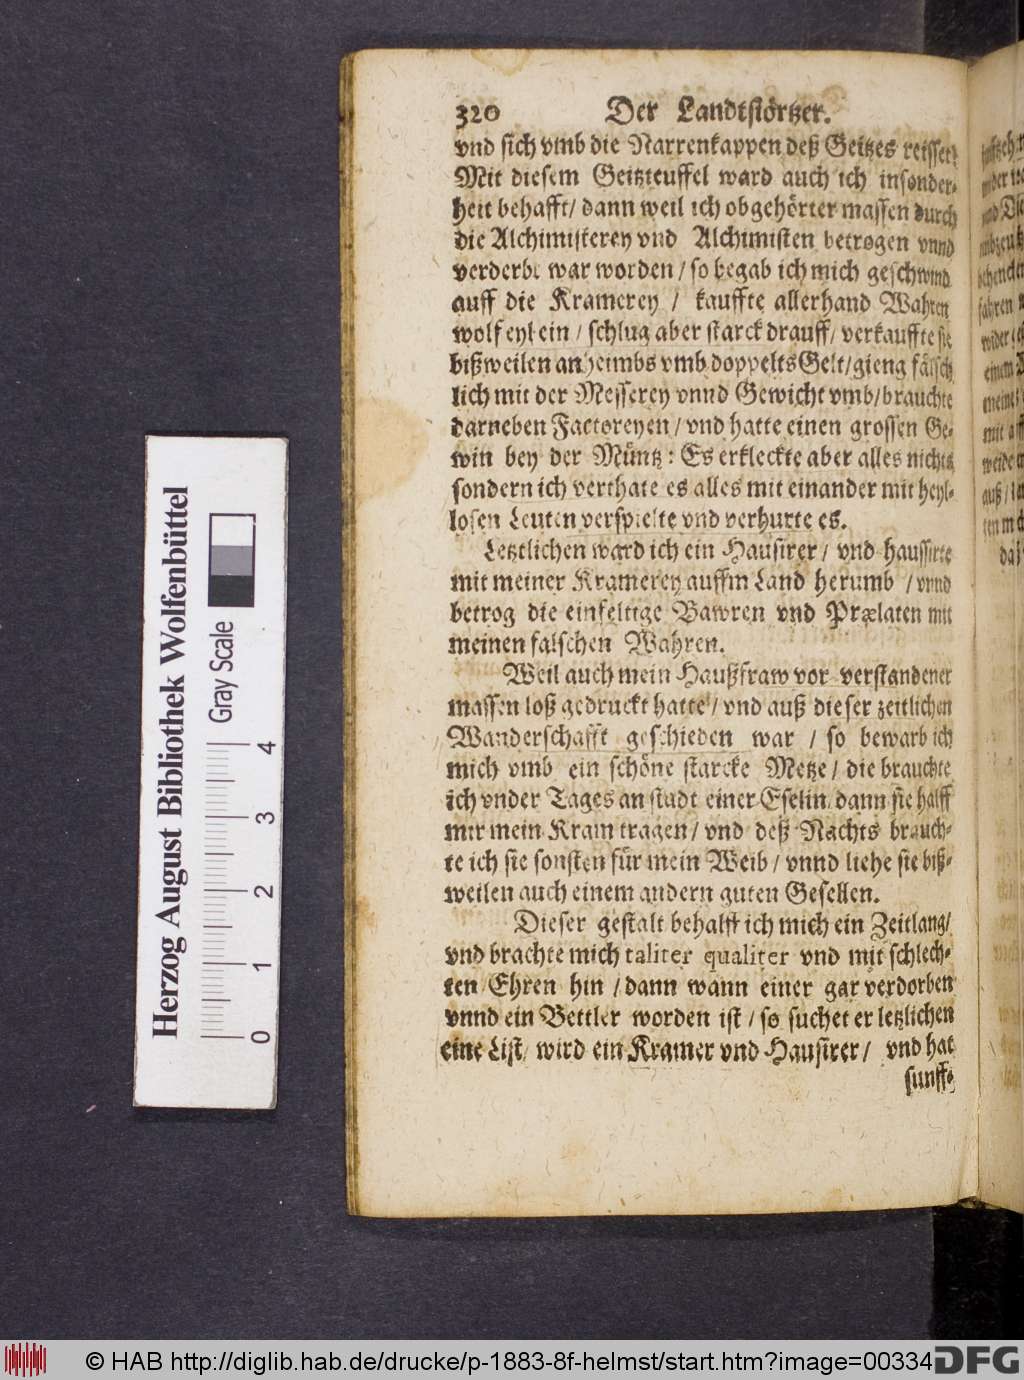 320 Der Landtstörtzer.
vnd sich vmb die Narrenkappen deß Geitzes reisset.
Mit diesem Geitzteuffel ward auch ich insonder-
heit behafft/ dann weil ich obgehörter massen durch
die Alchimisterey vnd Alchimisten betrogen vnnd
verderbt war worden / so begab ich mich geschwind
auff die Kramerey / kauffte allerhand Wahren
wolfeyl ein / schlug aber starck drauff/ verkauffte sie
bißweilen anheimbs vmb doppelts Gelt/gieng fälsch
lich mit der Messerey vnnd Gewicht vmb/brauchte
darneben Factoreyen / vnd hatte einen grossen Ge-
win bey der Müntz: Es erkleckte aber alles nichts
sondern ich verthate es alles mit einander mit heyl-
losen Leuten verspielte vnd verhurte es.
Letztlichen ward ich ein Hausirer/ vnd haussirte
mit meiner Kramerey auffm Land herumb / vnnd
betrog die einfeltige Bawren vnd Prælaten mit
meinen falschen Wahren.
Weil auch mein Haußfraw vor verstandener
massen loß gedruckt hatte/ vnd auß dieser zeitlichen
Wanderschafft geschieden war / so bewarb ich
mich vmb ein schöne starcke Metze/ die brauchte
ich vnder Tages an stadt einer Eselin, dann sie halff
mir mein Kram tragen/ vnd deß Nachts brauch-
te ich sie sonsten für mein Weib/ vnnd liehe sie biß-
weilen auch einem andern guten Gesellen.
Dieser gestalt behalff ich mich ein Zeitlang/
vnd brachte mich taliter qualiter vnd mit schlech-
ten Ehren hin / dann wann einer gar verdorben
vnnd ein Bettler worden ist / so suchet er letzlichen
eine List/ wird ein Kramer vnd Hausirer/ vnd hat
sunff-
Herzog August Bibliothek Wolfenbüttel
Gray Scale
0 1 2 3 4
© HAB http://diglib.hab.de/drucke/p-1883-8f-helmst/start.htm?image=00334
DFG